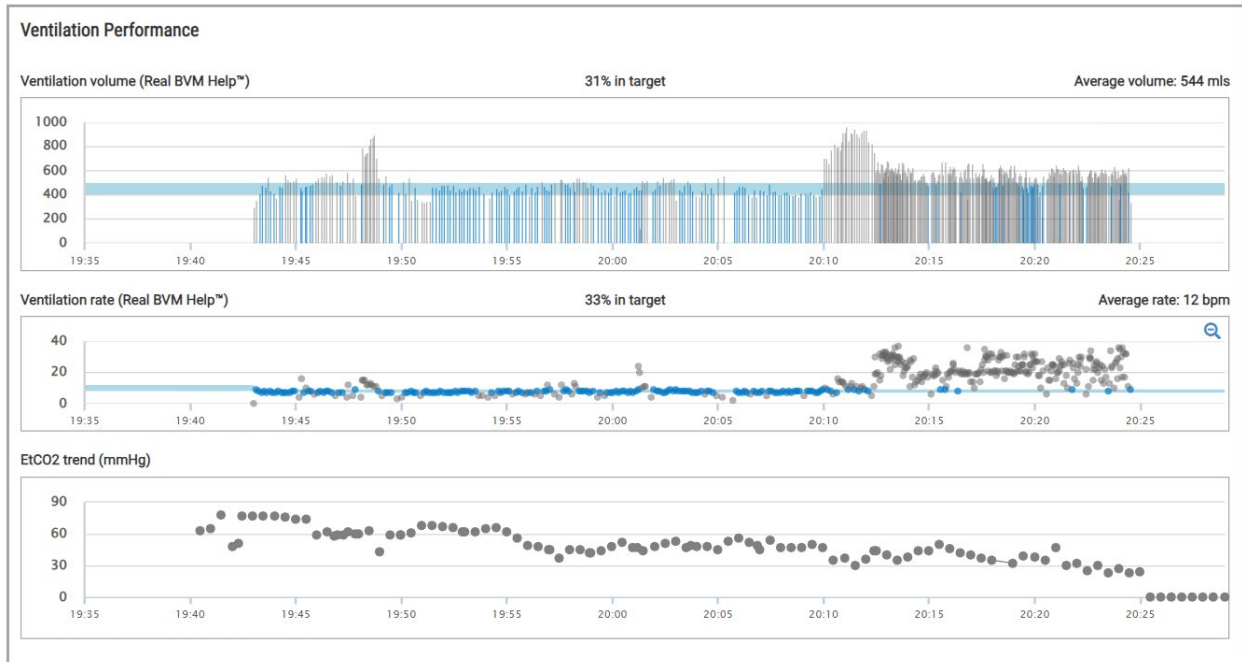 Ventilation Performance
Ventilation volume (Real BVM Help™) 31% in target Average volume: 544 mls
1000
800
600
400
200
0
19:35 19:40 19:45 19:50 19:55 20:00 20:05 20:10 20:15 20:20 20:25
Ventilation rate (Real BVM Help™) 33% in target Average rate: 12 bpm
40
20
0
19:35 19:40 19:45 19:50 19:55 20:00 20:05 20:10 20:15 20:20 20:25
EtCO2 trend (mmHg)
90
60
30
0
19:35 19:40 19:45 19:50 19:55 20:00 20:05 20:10 20:15 20:20 20:25